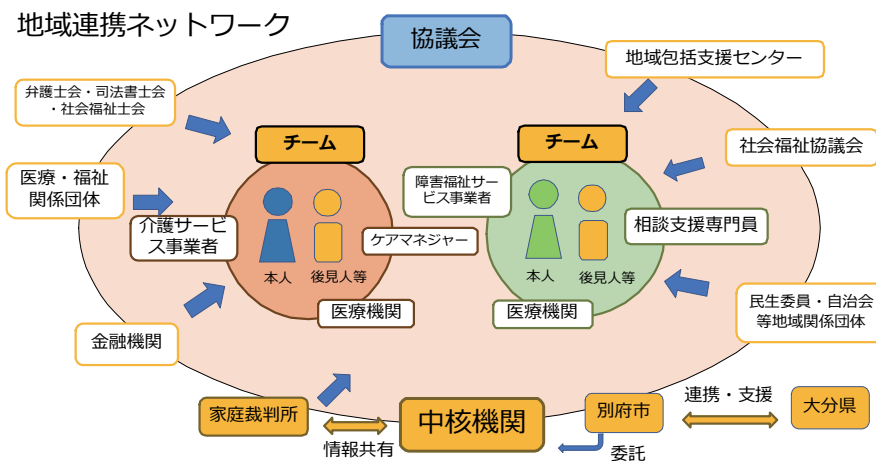 地域連携ネットワーク
協議会
地域包括支援センター
弁護士会・司法書士会
・社会福祉士会
チーム
チーム
社会福祉協議会
医療・福祉
関係団体
障害福祉サー
ビス事業者
介護サービ
ス事業者
ケアマネジャー
相談支援専門員
本人
後見人等
本人
後見人等
医療機関
医療機関
民生委員・自治会
等地域関係団体
金融機関
家庭裁判所
情報共有
中核機関
別府市
委託
連携・支援
大分県